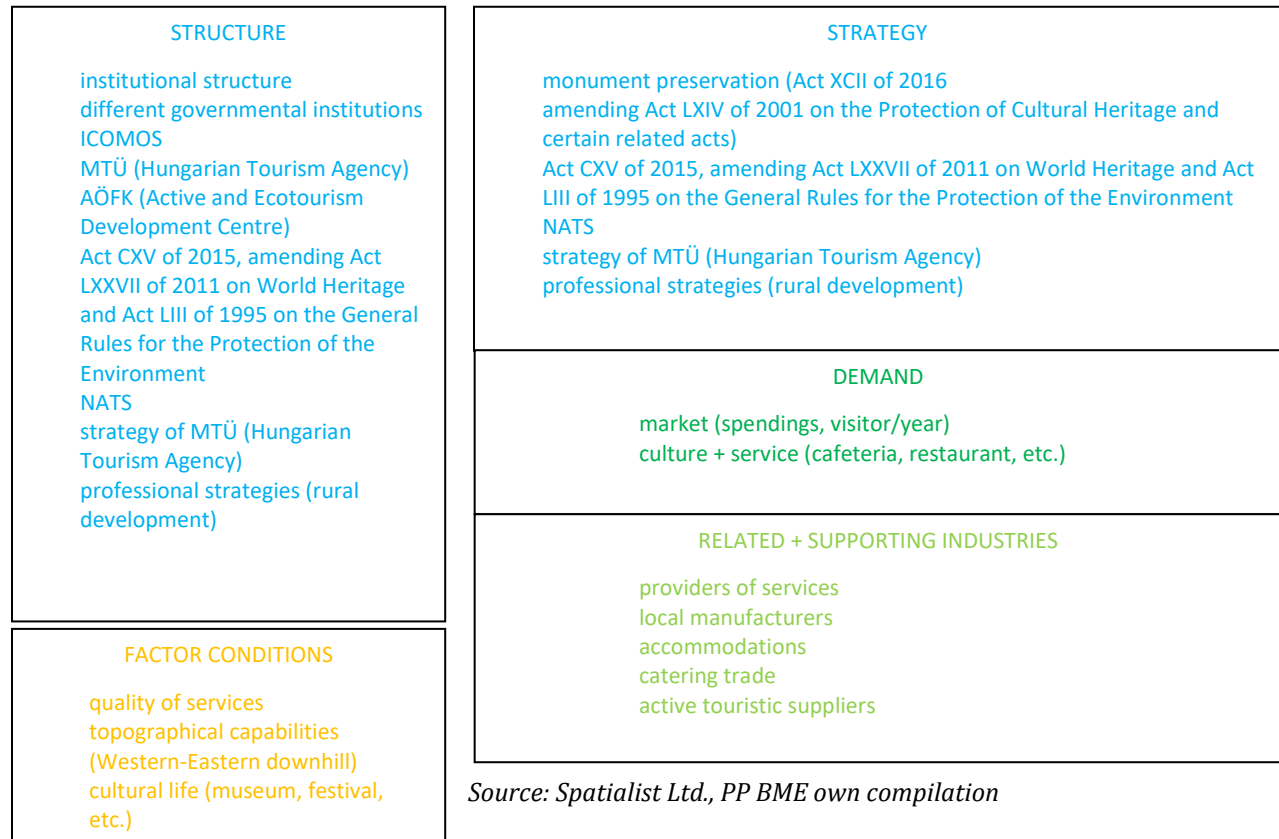 STRUCTURE
institutional structure
different governmental institutions
ICOMOS
MTÜ (Hungarian Tourism Agency)
AÖFK (Active and Ecotourism
Development Centre)
Act CXV of 2015, amending Act
LXXVII of 2011 on World Heritage
and Act LIII of 1995 on the General
Rules for the Protection of the
Environment
NATS
strategy of MTÜ (Hungarian
Tourism Agency)
professional strategies (rural
development)
FACTOR CONDITIONS
quality of services
topographical capabilities
(Western-Eastern downhill)
cultural life (museum, festival,
etc.)
STRATEGY
monument preservation (Act XCII of 2016
amending Act LXIV of 2001 on the Protection of Cultural Heritage and
certain related acts)
Act CXV of 2015, amending Act LXXVII of 2011 on World Heritage and Act
LIII of 1995 on the General Rules for the Protection of the Environment
NATS
strategy of MTÜ (Hungarian Tourism Agency)
professional strategies (rural development)
DEMAND
market (spendings, visitor/year)
culture + service (cafeteria, restaurant, etc.)
RELATED + SUPPORTING INDUSTRIES
providers of services
local manufacturers
accommodations
catering trade
active touristic suppliers
Source: Spatialist Ltd., PP BME own compilation